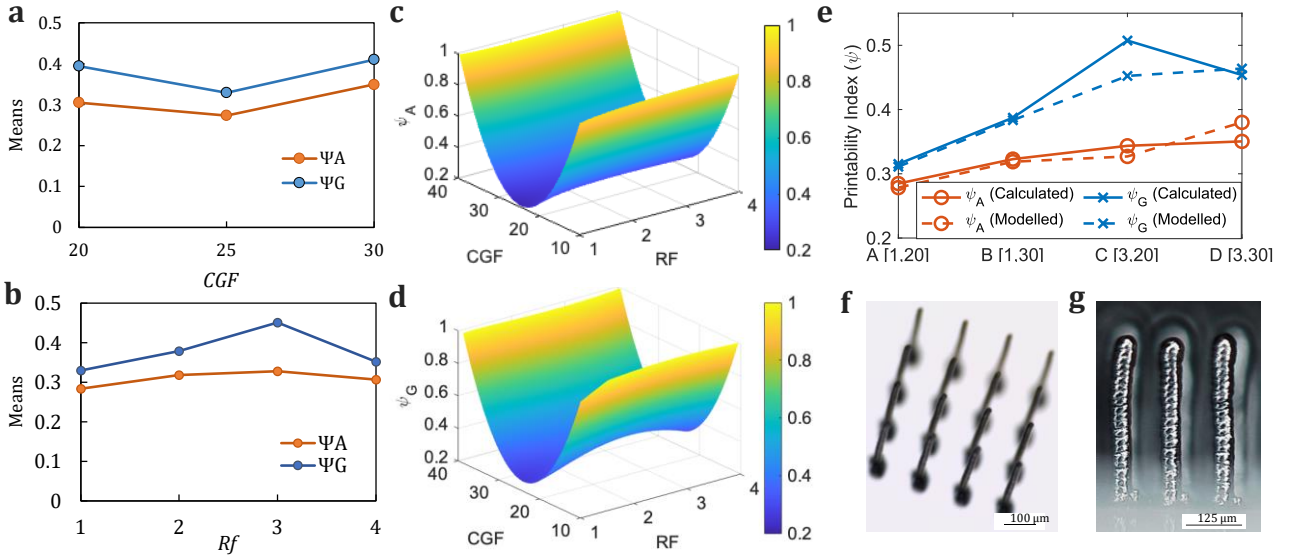 a
0.5
0.4
0.3
0.2
0.1
0
Means
20
25
30
CGF
ΨA
ΨG
b
0.5
0.4
0.3
0.2
0.1
0
Means
1
2
3
4
Rf
ΨA
ΨG
c
1
0.8
0.6
0.4
0.2
ψA
40
30
20
10
CGF
1
2
3
4
RF
1
0.8
0.6
0.4
0.2
d
1
0.8
0.6
0.4
0.2
ψG
40
30
20
10
CGF
1
2
3
4
RF
1
0.8
0.6
0.4
0.2
e
0.5
0.4
0.3
0.2
Printability Index (ψ)
ψA (Calculated)
ψG (Calculated)
ψA (Modelled)
ψG (Modelled)
A [1,20]
B [1,30]
C [3,20]
D [3,30]
f
100 μm
g
125 μm